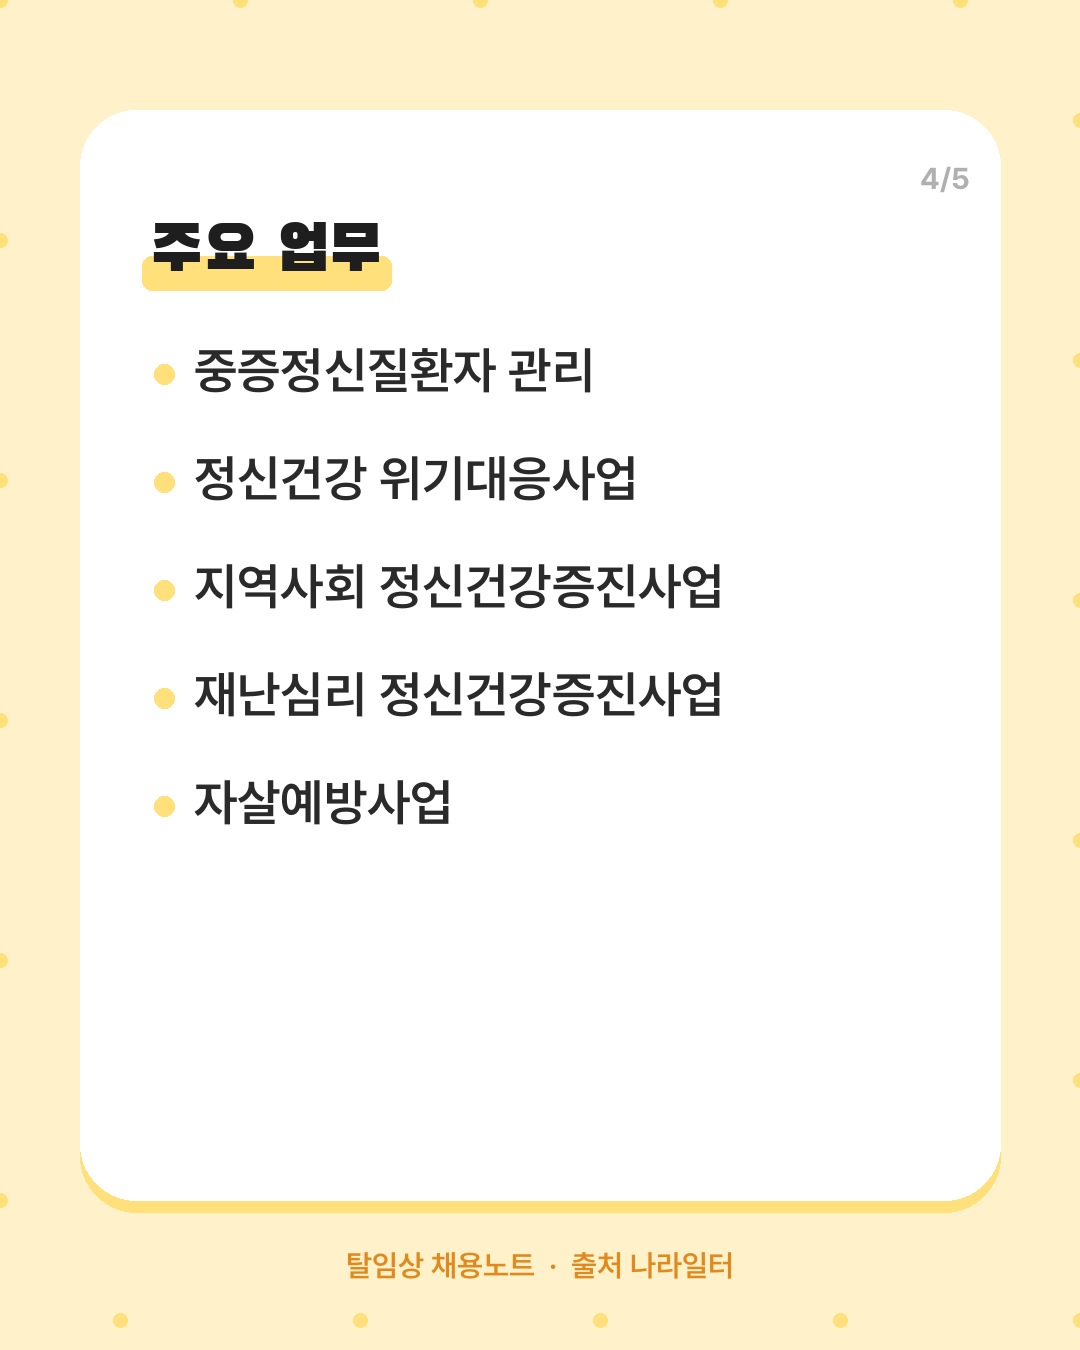 4/5
주요 업무
중증정신질환자 관리
정신건강 위기대응사업
지역사회 정신건강증진사업
재난심리 정신건강증진사업
자살예방사업
탈임상 채용노트 · 출처 나라일터